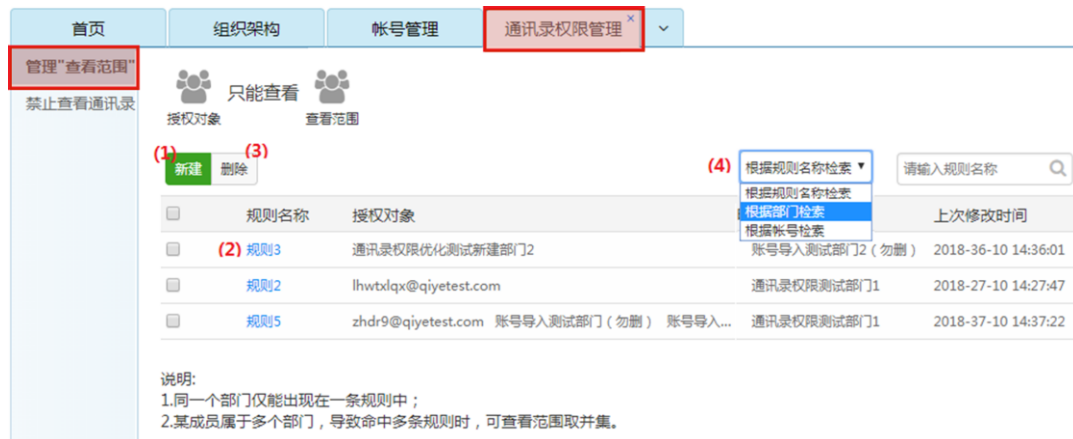 首页 组织架构 帐号管理 通讯录权限管理 ×
管理"查看范围"
禁止查看通讯录
只能查看
授权对象 查看范围
(1) 新建 删除 (3) (4) 根据规则名称检索 请输入规则名称
根据规则名称检索
根据部门检索
根据帐号检索
规则名称 授权对象 上次修改时间
(2) 规则3 通讯录权限优化测试新建部门2 账号导入测试部门2(勿删) 2018-36-10 14:36:01
规则2 lhwtxlqx@qiyetest.com 通讯录权限测试部门1 2018-27-10 14:27:47
规则5 zhdr9@qiyetest.com 账号导入测试部门(勿删) 账号导入... 通讯录权限测试部门1 2018-37-10 14:37:22
说明:
1.同一个部门仅能出现在一条规则中；
2.某成员属于多个部门，导致命中多条规则时，可查看范围取并集。